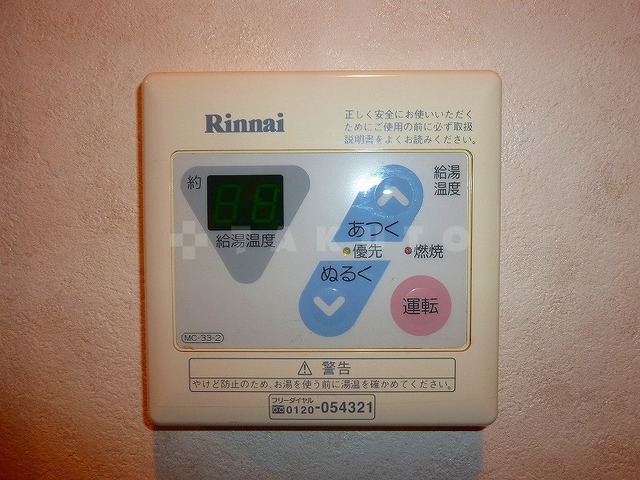 Rinnai
正しく安全にお使いいただく
ためにご使用の前に必ず取扱
説明書をよくお読みください。
約
88
給湯温度
給湯
温度
あつく
優先
燃焼
ぬるく
運転
TAKUTO
MC-33-2
⚠ 警告
やけど防止のため、お湯を使う前に湯温を確かめてください。
フリーダイヤル
0120-054321